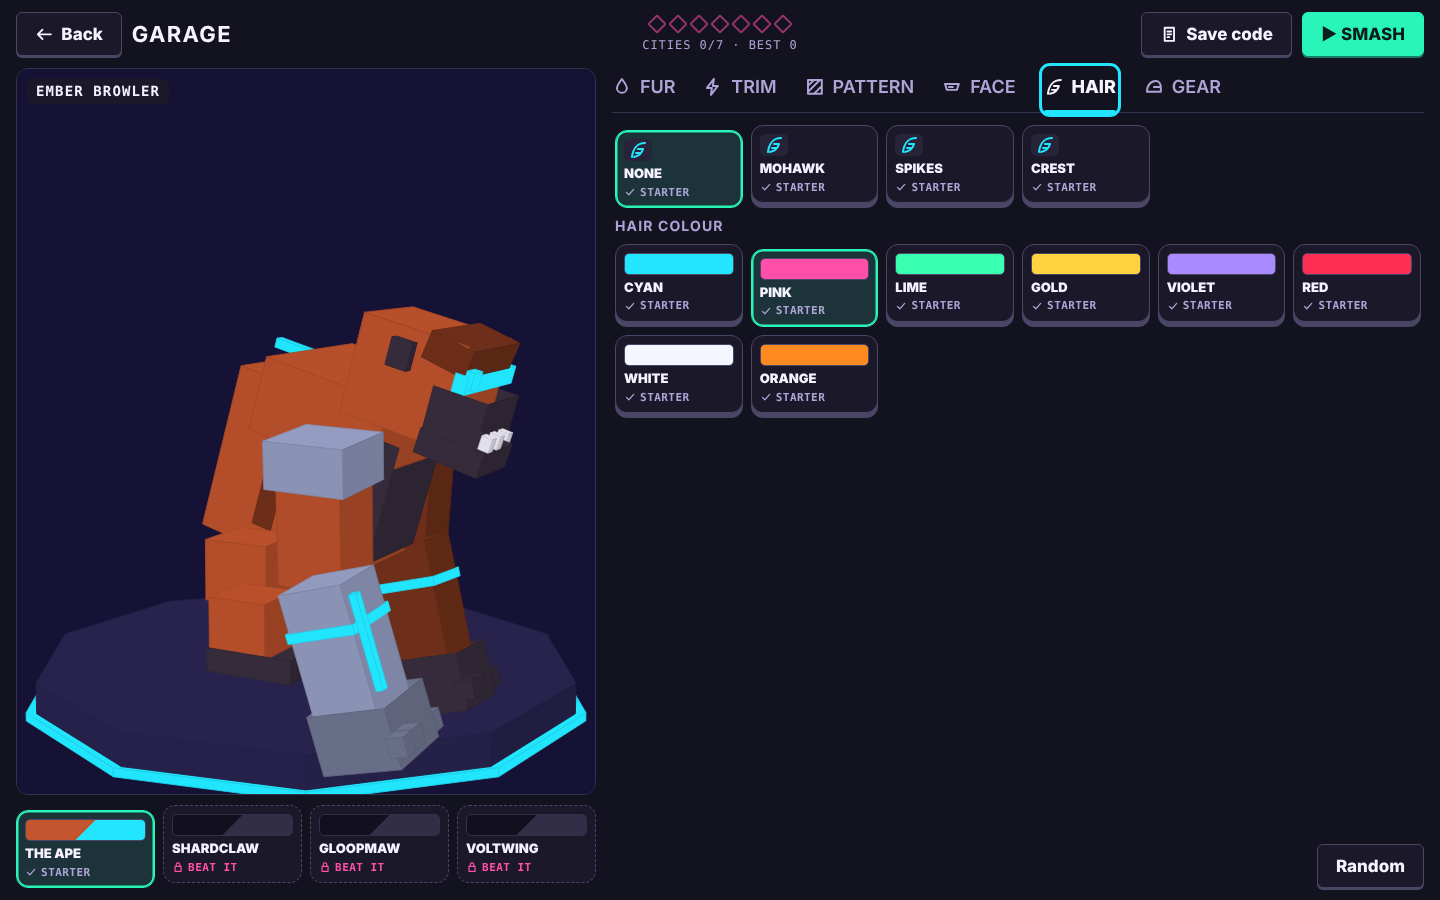 Back
GARAGE
CITIES 0/7 · BEST 0
Save code
SMASH
EMBER BROWLER
FUR
TRIM
PATTERN
FACE
HAIR
GEAR
NONE
STARTER
MOHAWK
STARTER
SPIKES
STARTER
CREST
STARTER
HAIR COLOUR
CYAN
STARTER
PINK
STARTER
LIME
STARTER
GOLD
STARTER
VIOLET
STARTER
RED
STARTER
WHITE
STARTER
ORANGE
STARTER
THE APE
STARTER
SHARDCLAW
BEAT IT
GLOOPMAW
BEAT IT
VOLTWING
BEAT IT
Random